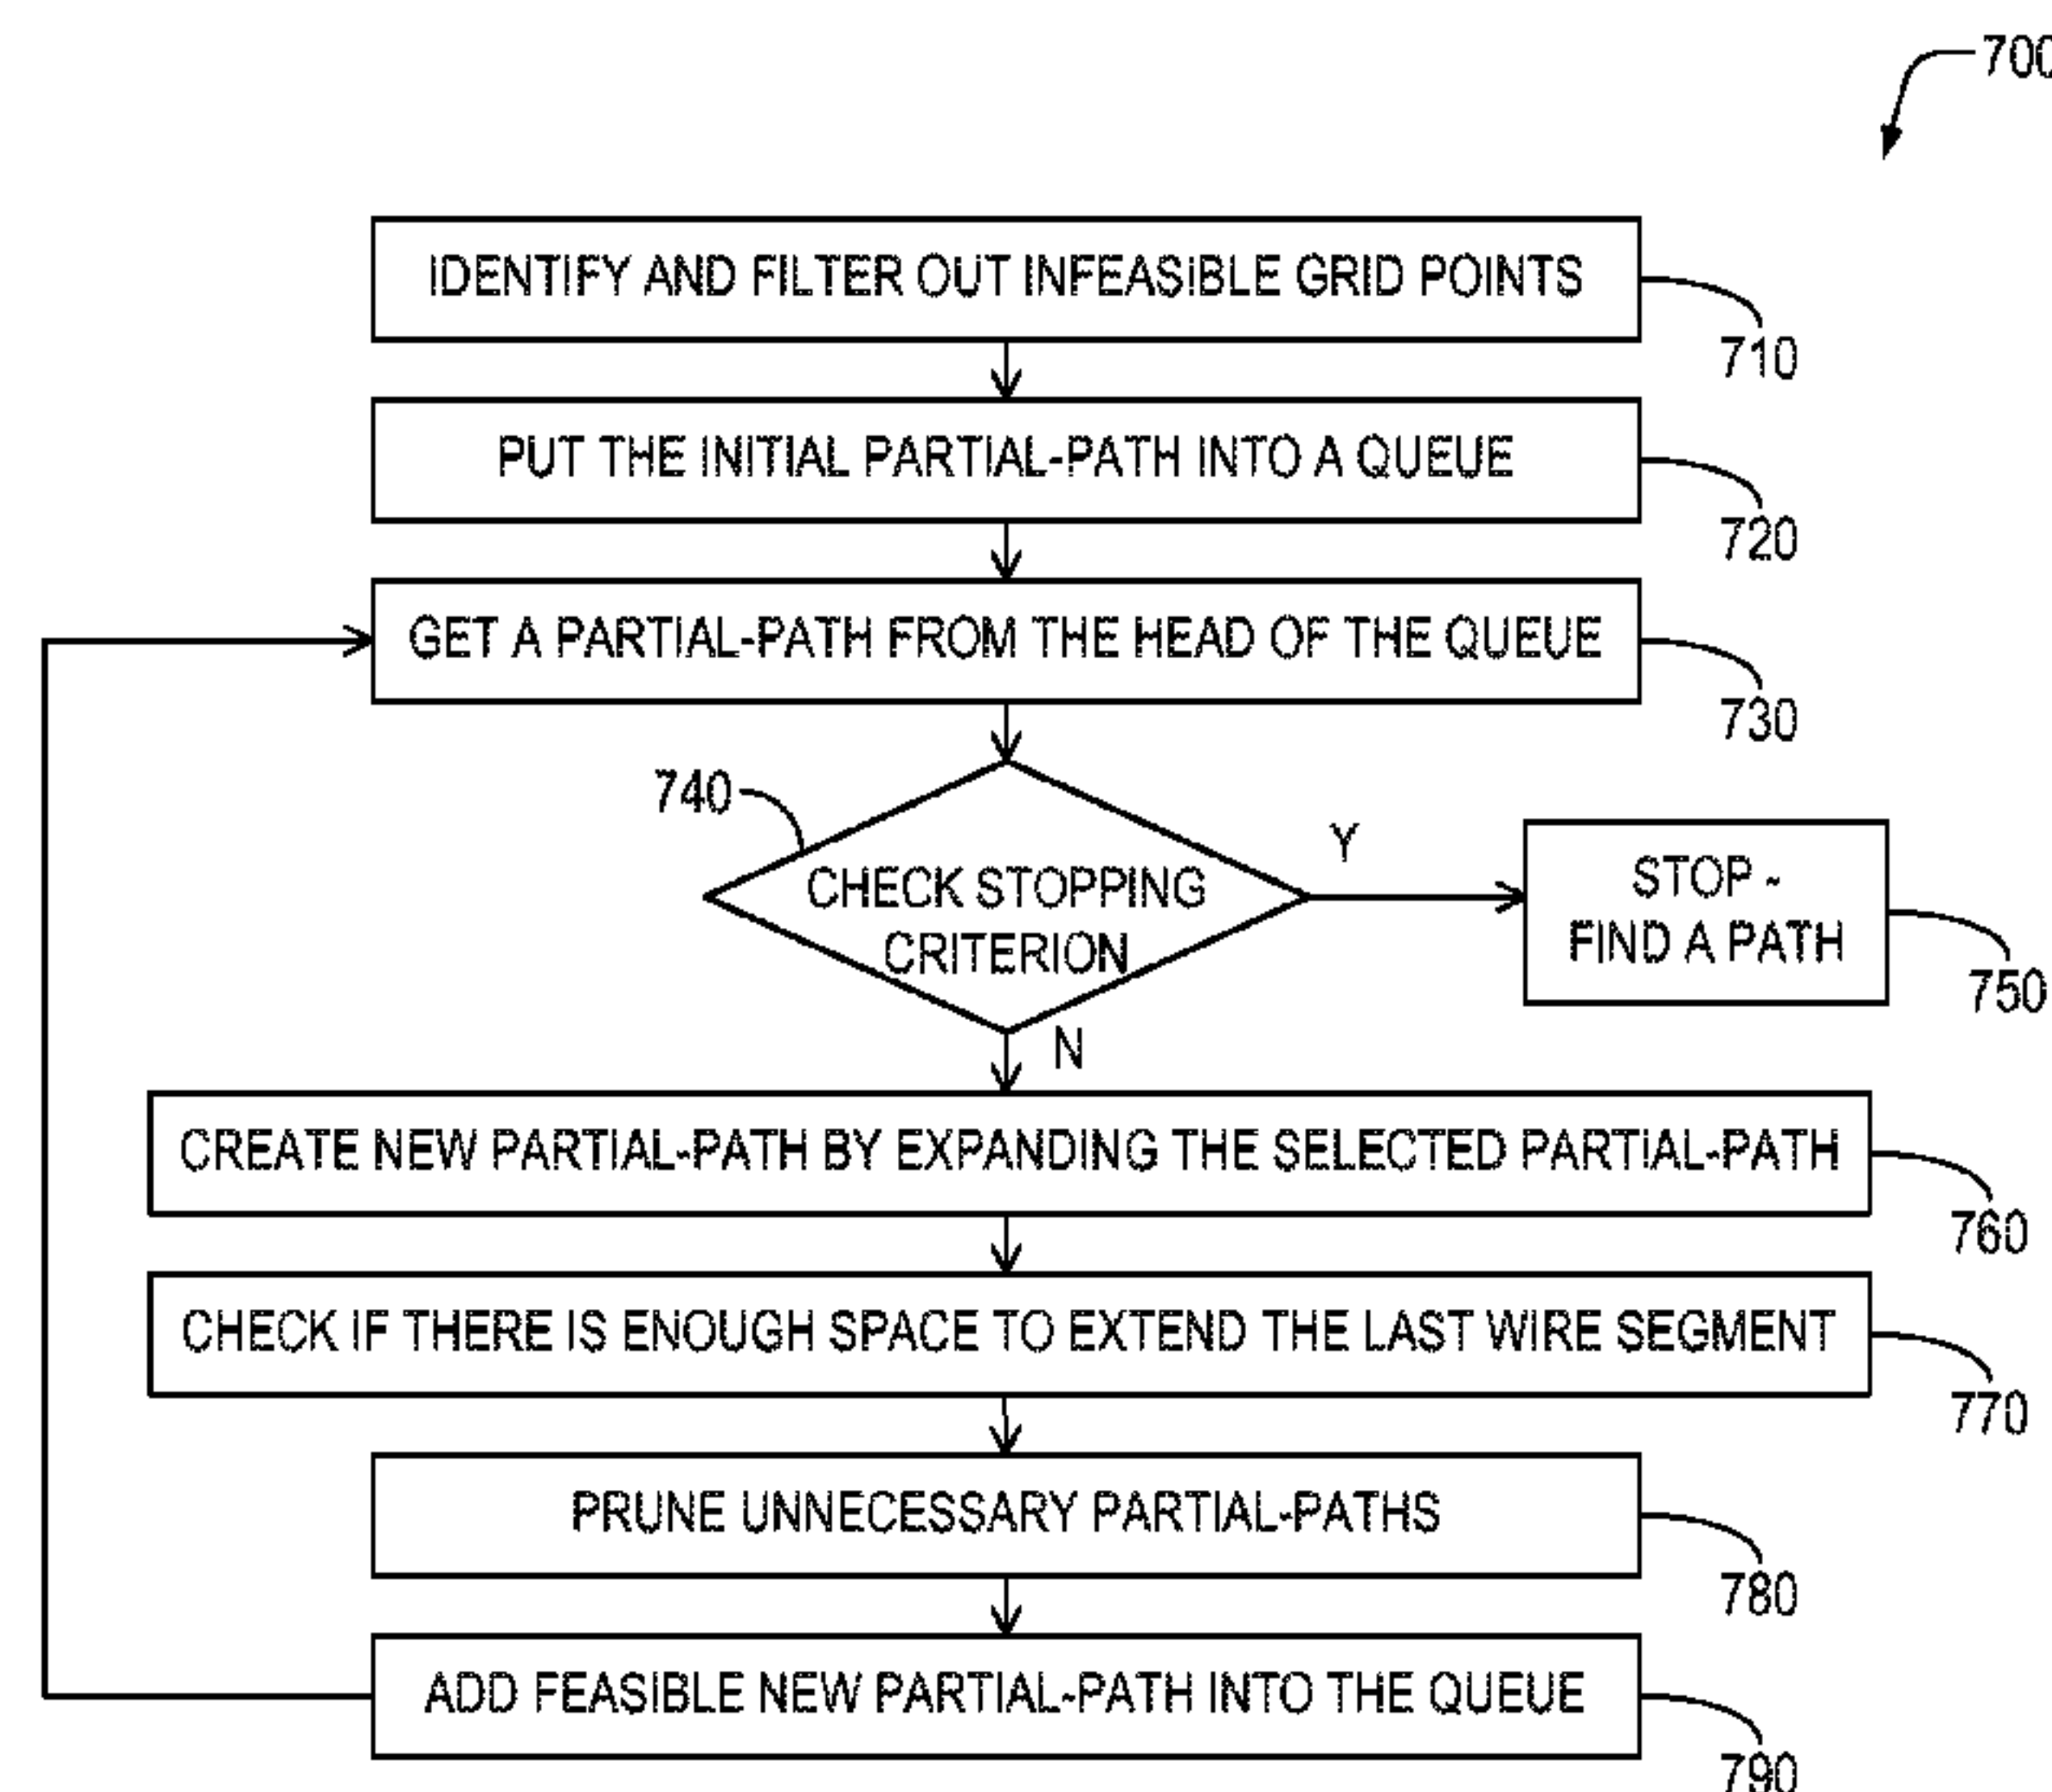 700
IDENTIFY AND FILTER OUT INFEASIBLE GRID POINTS
710
PUT THE INITIAL PARTIAL-PATH INTO A QUEUE
720
GET A PARTIAL-PATH FROM THE HEAD OF THE QUEUE
730
740
CHECK STOPPING
CRITERION
Y
STOP -
FIND A PATH
750
N
CREATE NEW PARTIAL-PATH BY EXPANDING THE SELECTED PARTIAL-PATH
760
CHECK IF THERE IS ENOUGH SPACE TO EXTEND THE LAST WIRE SEGMENT
770
PRUNE UNNECESSARY PARTIAL-PATHS
780
ADD FEASIBLE NEW PARTIAL-PATH INTO THE QUEUE
790